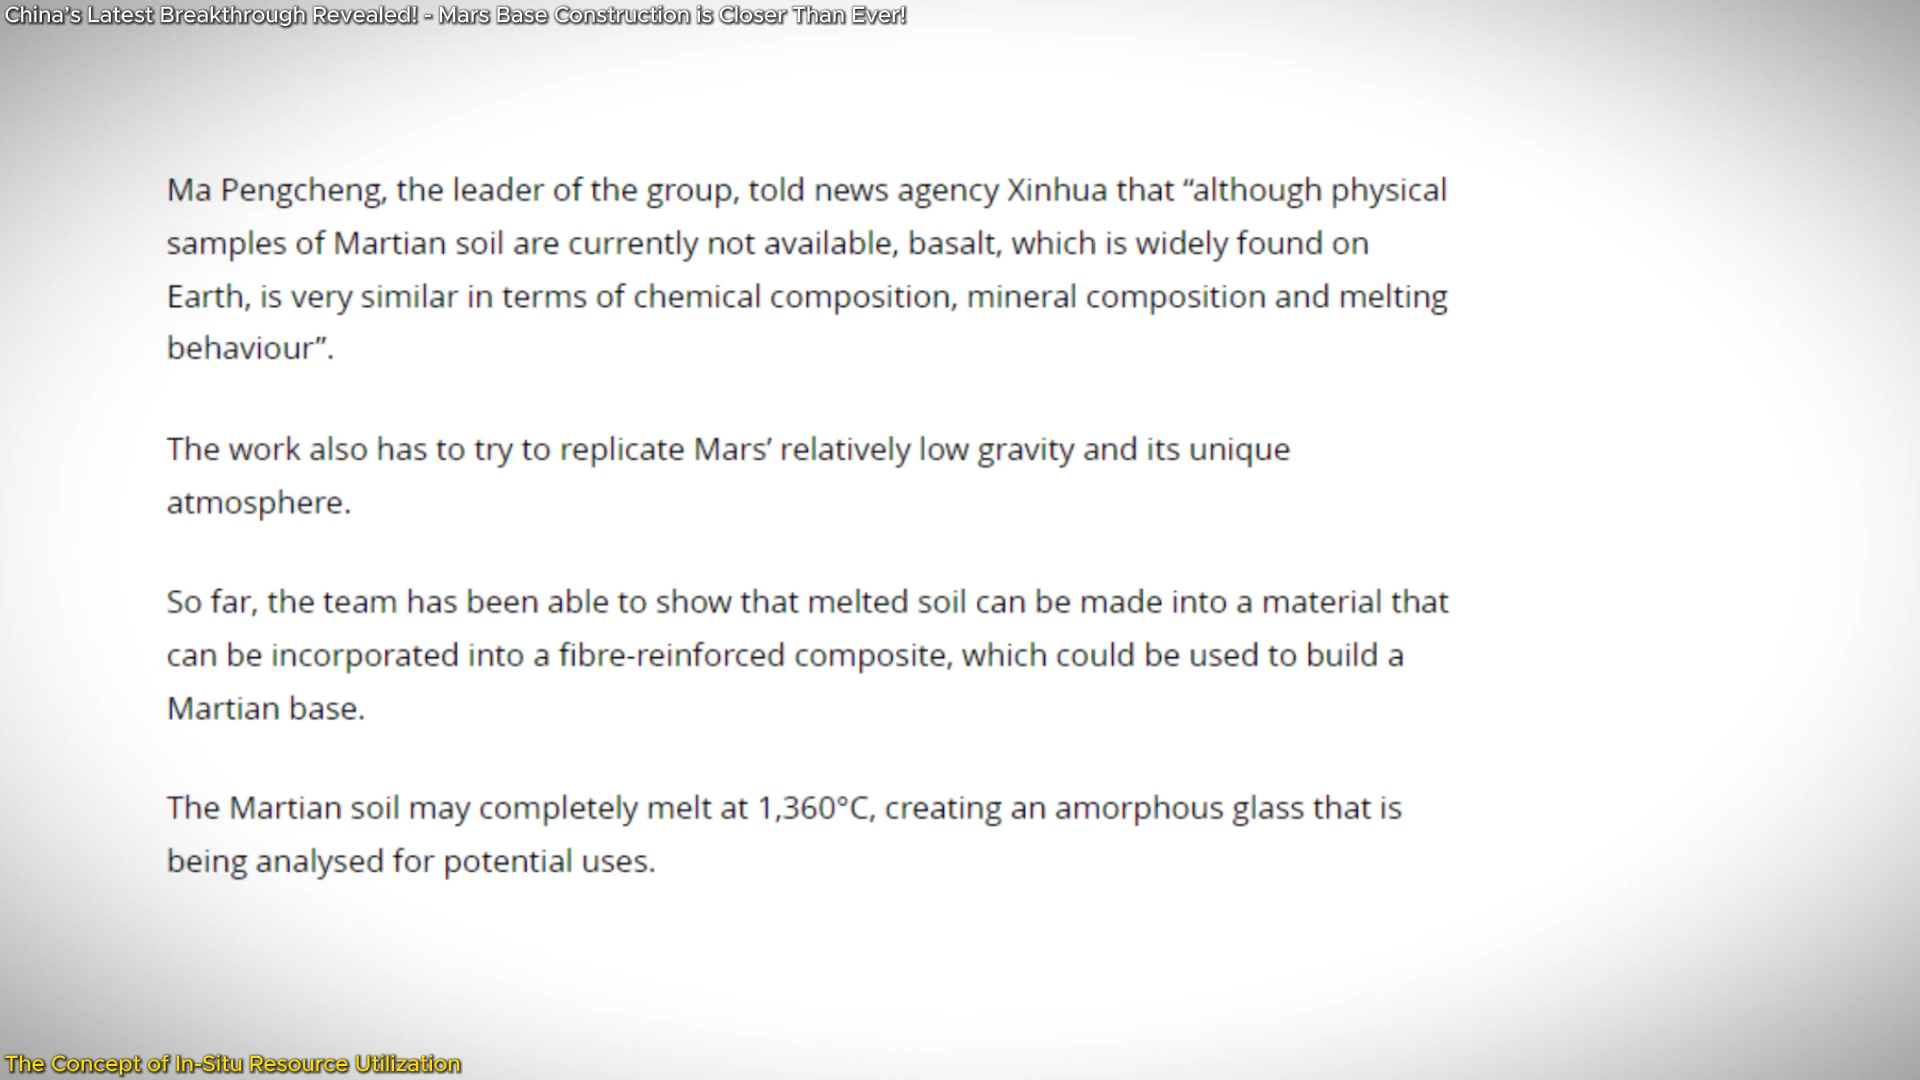 China’s Latest Breakthrough Revealed! - Mars Base Construction is Closer Than Ever!
Ma Pengcheng, the leader of the group, told news agency Xinhua that “although physical
samples of Martian soil are currently not available, basalt, which is widely found on
Earth, is very similar in terms of chemical composition, mineral composition and melting
behaviour”.
The work also has to try to replicate Mars’ relatively low gravity and its unique
atmosphere.
So far, the team has been able to show that melted soil can be made into a material that
can be incorporated into a fibre-reinforced composite, which could be used to build a
Martian base.
The Martian soil may completely melt at 1,360°C, creating an amorphous glass that is
being analysed for potential uses.
The Concept of In-Situ Resource Utilization